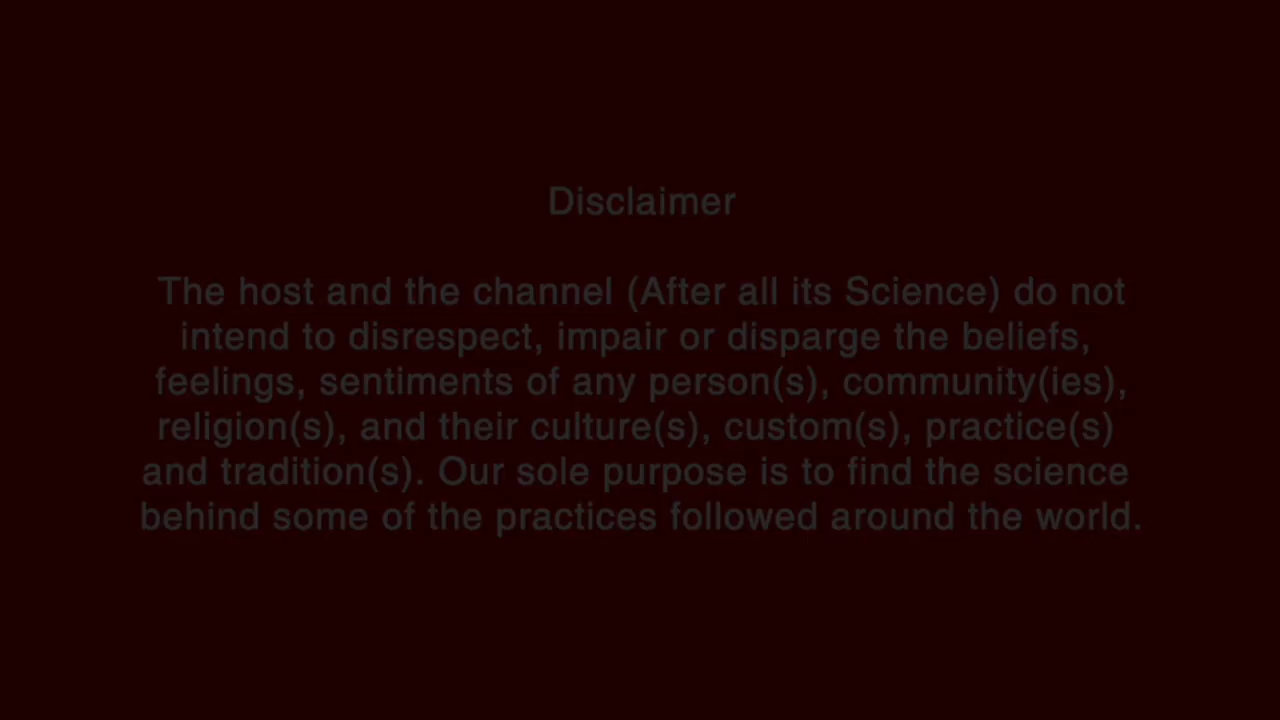 Disclaimer
The host and the channel (After all its Science) do not
intend to disrespect, impair or disparge the beliefs,
feelings, sentiments of any person(s), community(ies),
religion(s), and their culture(s), custom(s), practice(s)
and tradition(s). Our sole purpose is to find the science
behind some of the practices followed around the world.